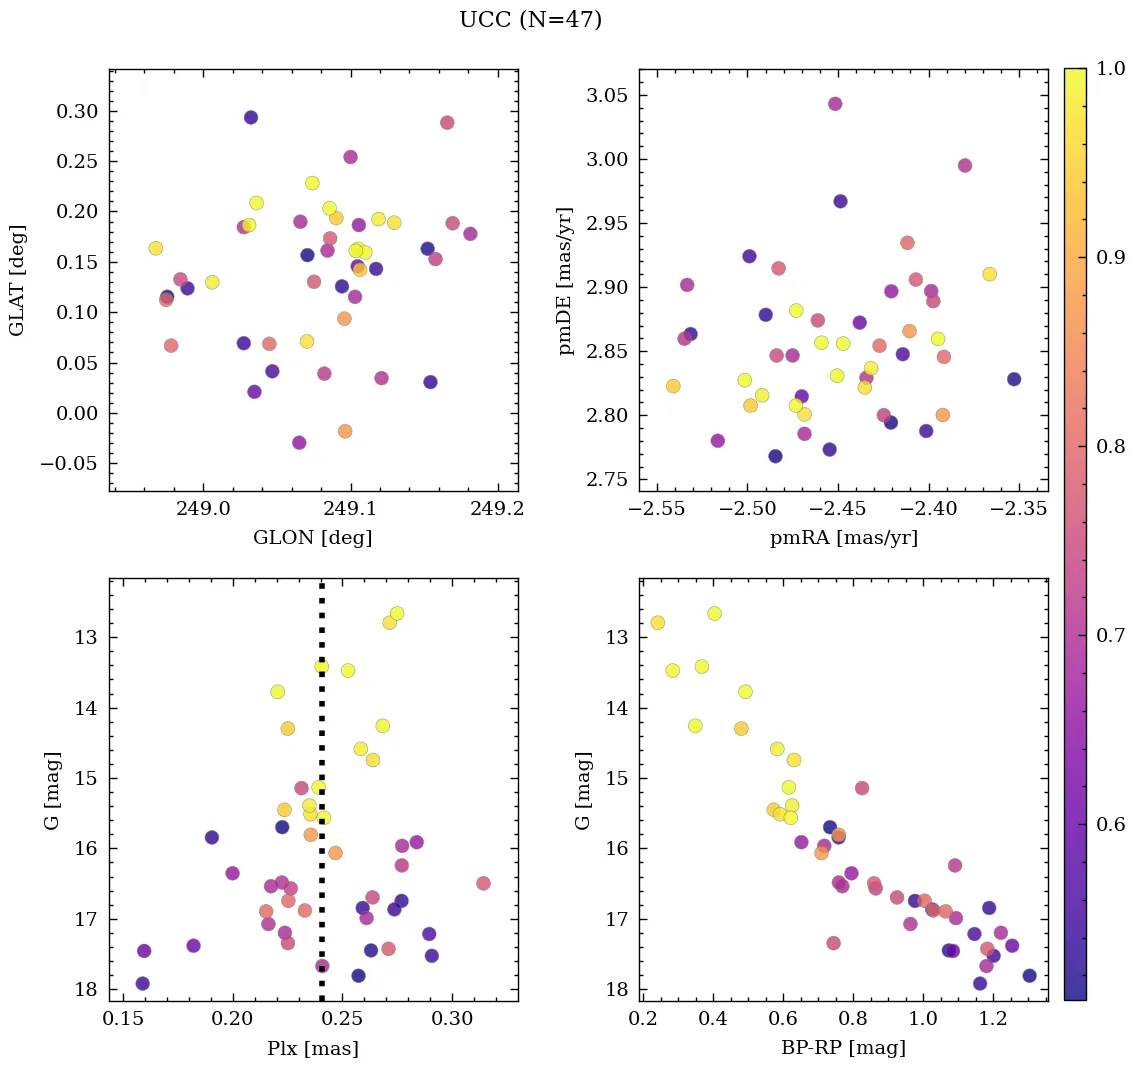 UCC (N=47)
0.30
0.25
0.20
0.15
0.10
0.05
0.00
−0.05
GLAT [deg]
249.0 249.1 249.2
GLON [deg]
3.05
3.00
2.95
2.90
2.85
2.80
2.75
pmDE [mas/yr]
−2.55 −2.50 −2.45 −2.40 −2.35
pmRA [mas/yr]
13
14
15
16
17
18
G [mag]
0.15 0.20 0.25 0.30
Plx [mas]
13
14
15
16
17
18
G [mag]
0.2 0.4 0.6 0.8 1.0 1.2
BP-RP [mag]
1.0
0.9
0.8
0.7
0.6